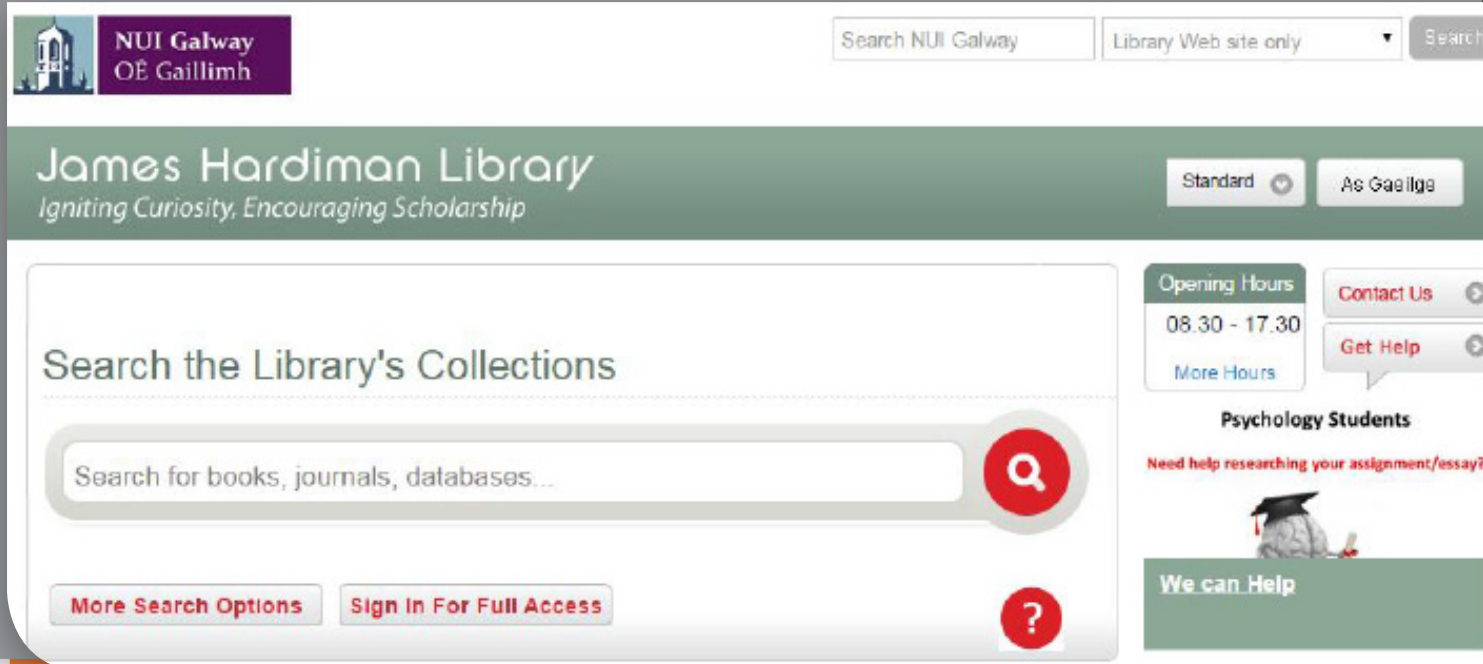 NUI Galway
OÉ Gaillimh
Search NUI Galway
Library Web site only
Search
James Hardiman Library
Igniting Curiosity, Encouraging Scholarship
Standard
As Gaeilge
Search the Library's Collections
Search for books, journals, databases...
More Search Options
Sign In For Full Access
?
Opening Hours
08.30 - 17.30
More Hours
Contact Us
Get Help
Psychology Students
Need help researching your assignment/essay?
We can Help